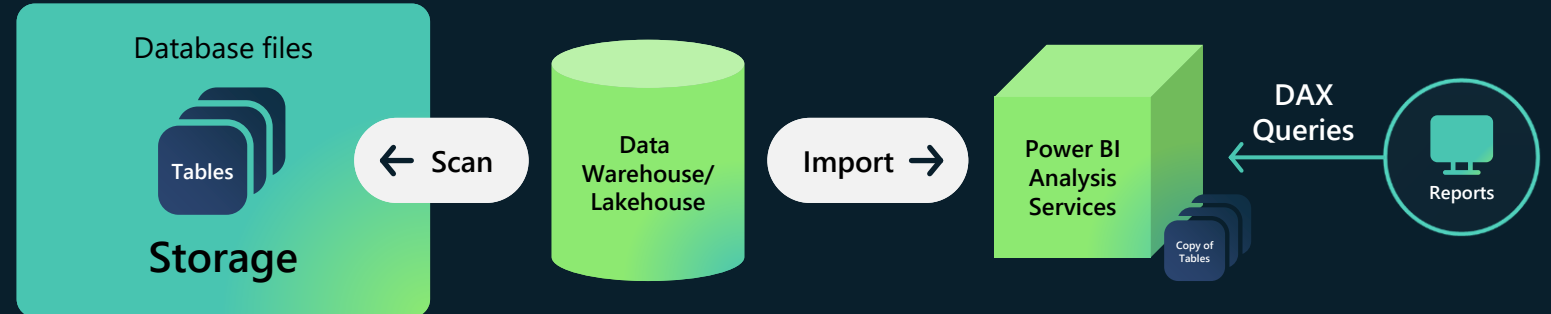 Database files
Tables
Storage
Scan
Data
Warehouse/
Lakehouse
Import
Power BI
Analysis
Services
Copy of
Tables
DAX
Queries
Reports